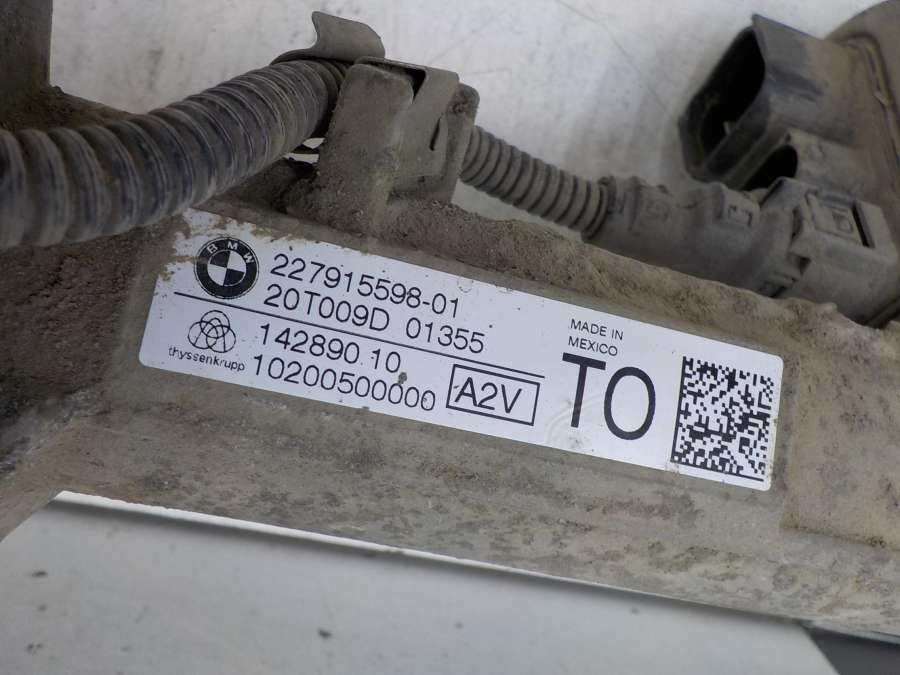 BMW
227915598-01
20T009D 01355
thyssenkrupp
142890.10
10200500000
A2V
MADE IN
MEXICO
TO